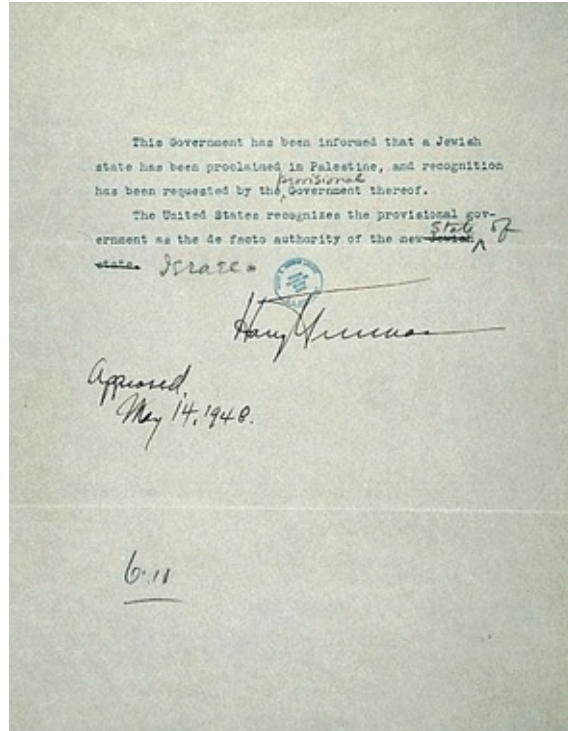 This Government has been informed that a Jewish
state has been proclaimed in Palestine, and recognition
provisional
has been requested by the Government thereof.
The United States recognizes the provisional gov-
State of
ernment as the de facto authority of the new Jewish
state. Israel.
Harry Truman
Approved,
May 14, 1948.
6.11